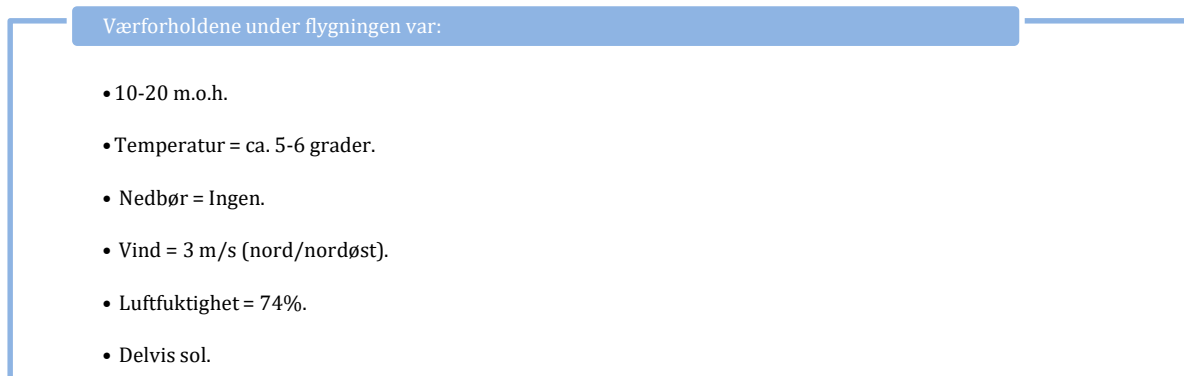 Værforholdene under flygningen var:
• 10-20 m.o.h.
• Temperatur = ca. 5-6 grader.
• Nedbør = Ingen.
• Vind = 3 m/s (nord/nordøst).
• Luftfuktighet = 74%.
• Delvis sol.